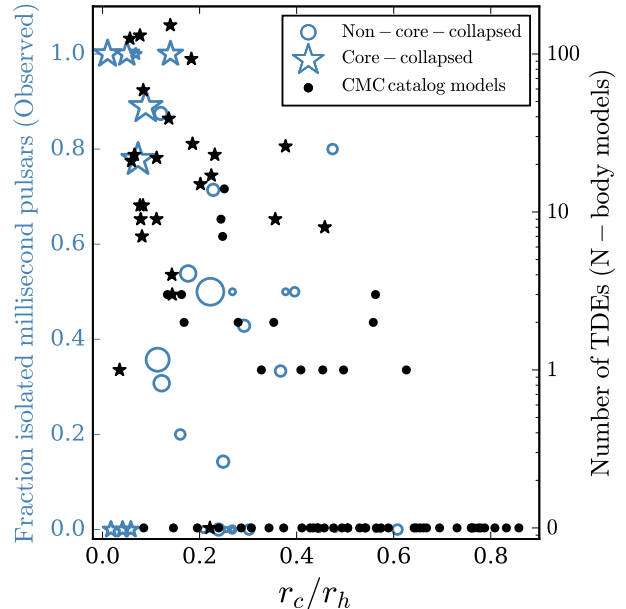 Fraction isolated millisecond pulsars (Observed)
1.0
0.8
0.6
0.4
0.2
0.0
Non−core−collapsed
Core−collapsed
CMC catalog models
100
10
1
0
Number of TDEs (N−body models)
0.0 0.2 0.4 0.6 0.8
r_c/r_h